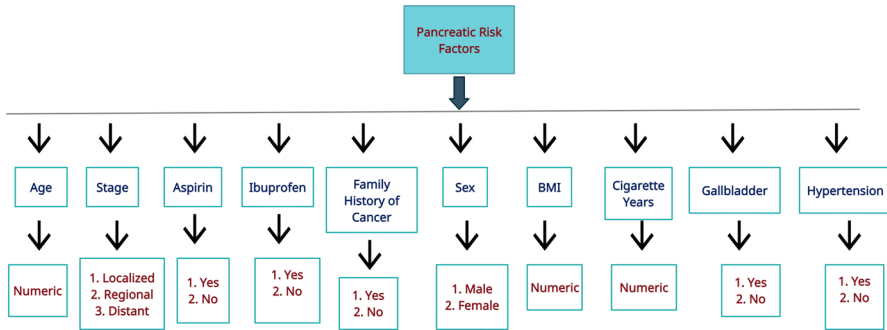 Pancreatic Risk
Factors
Age
Stage
Aspirin
Ibuprofen
Family
History of
Cancer
Sex
BMI
Cigarette
Years
Gallbladder
Hypertension
Numeric
1. Localized
2. Regional
3. Distant
1. Yes
2. No
1. Yes
2. No
1. Yes
2. No
1. Male
2. Female
Numeric
Numeric
1. Yes
2. No
1. Yes
2. No